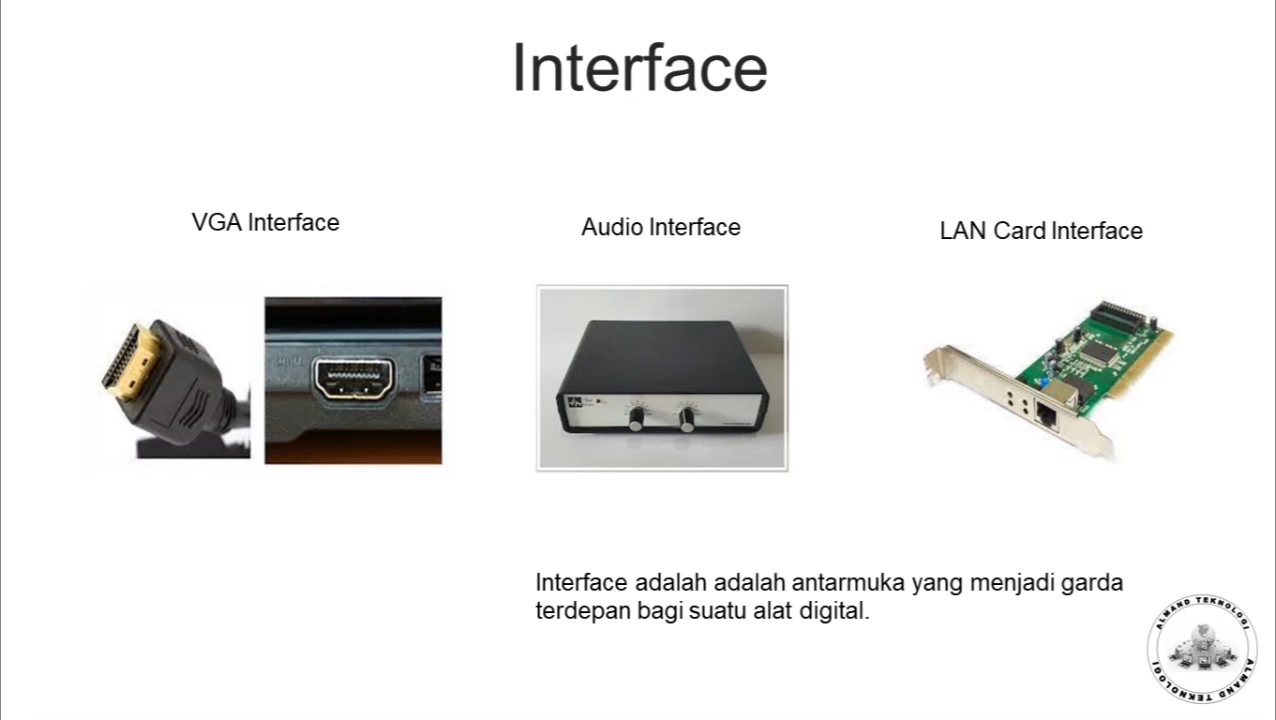 Interface
VGA Interface
Audio Interface
LAN Card Interface
Interface adalah adalah antarmuka yang menjadi garda
terdepan bagi suatu alat digital.
ALMAND TEKNOLOGI
ALMAND TEKNOLOGI